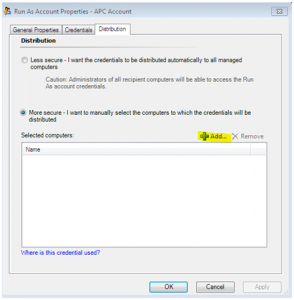 Run As Account Properties - APC Account
General Properties Credentials Distribution
Distribution
Less secure - I want the credentials to be distributed automatically to all managed
computers
Caution: Administrators of all recipient computers will be able to access the Run
As account credentials.
More secure - I want to manually select the computers to which the credentials will be
distributed
Selected computers: Add... Remove
Name
Where is this credential used?
OK Cancel Apply